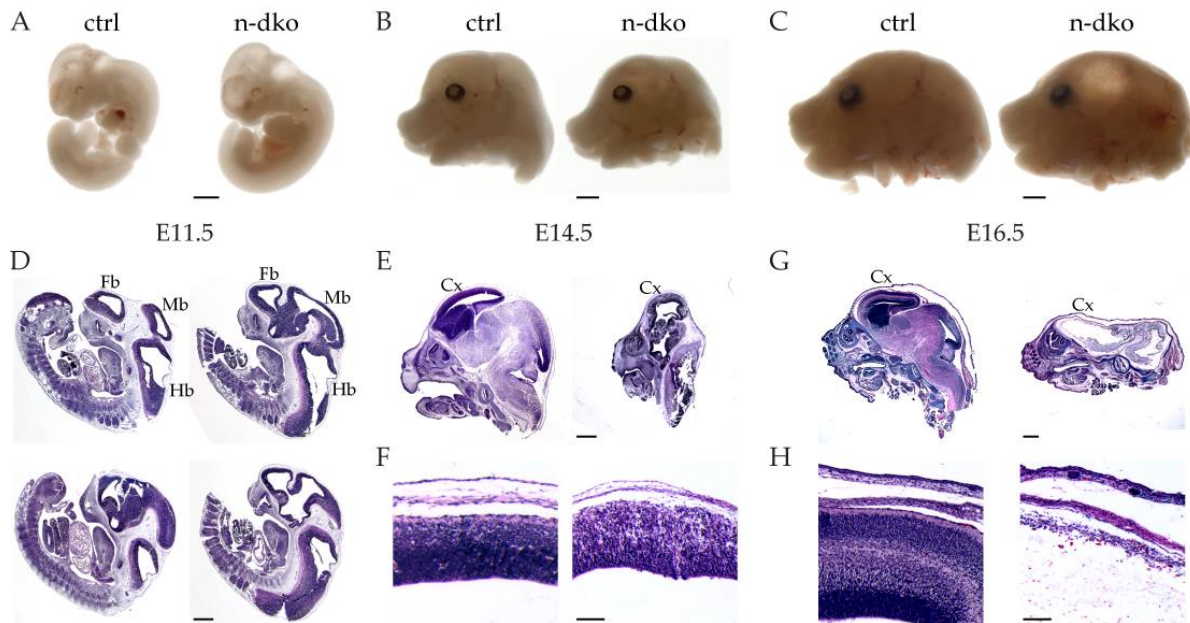 A ctrl n-dko B ctrl n-dko C ctrl n-dko
E11.5 E14.5 E16.5
D Fb Fb Mb Mb Hb Hb E Cx Cx G Cx Cx
F H